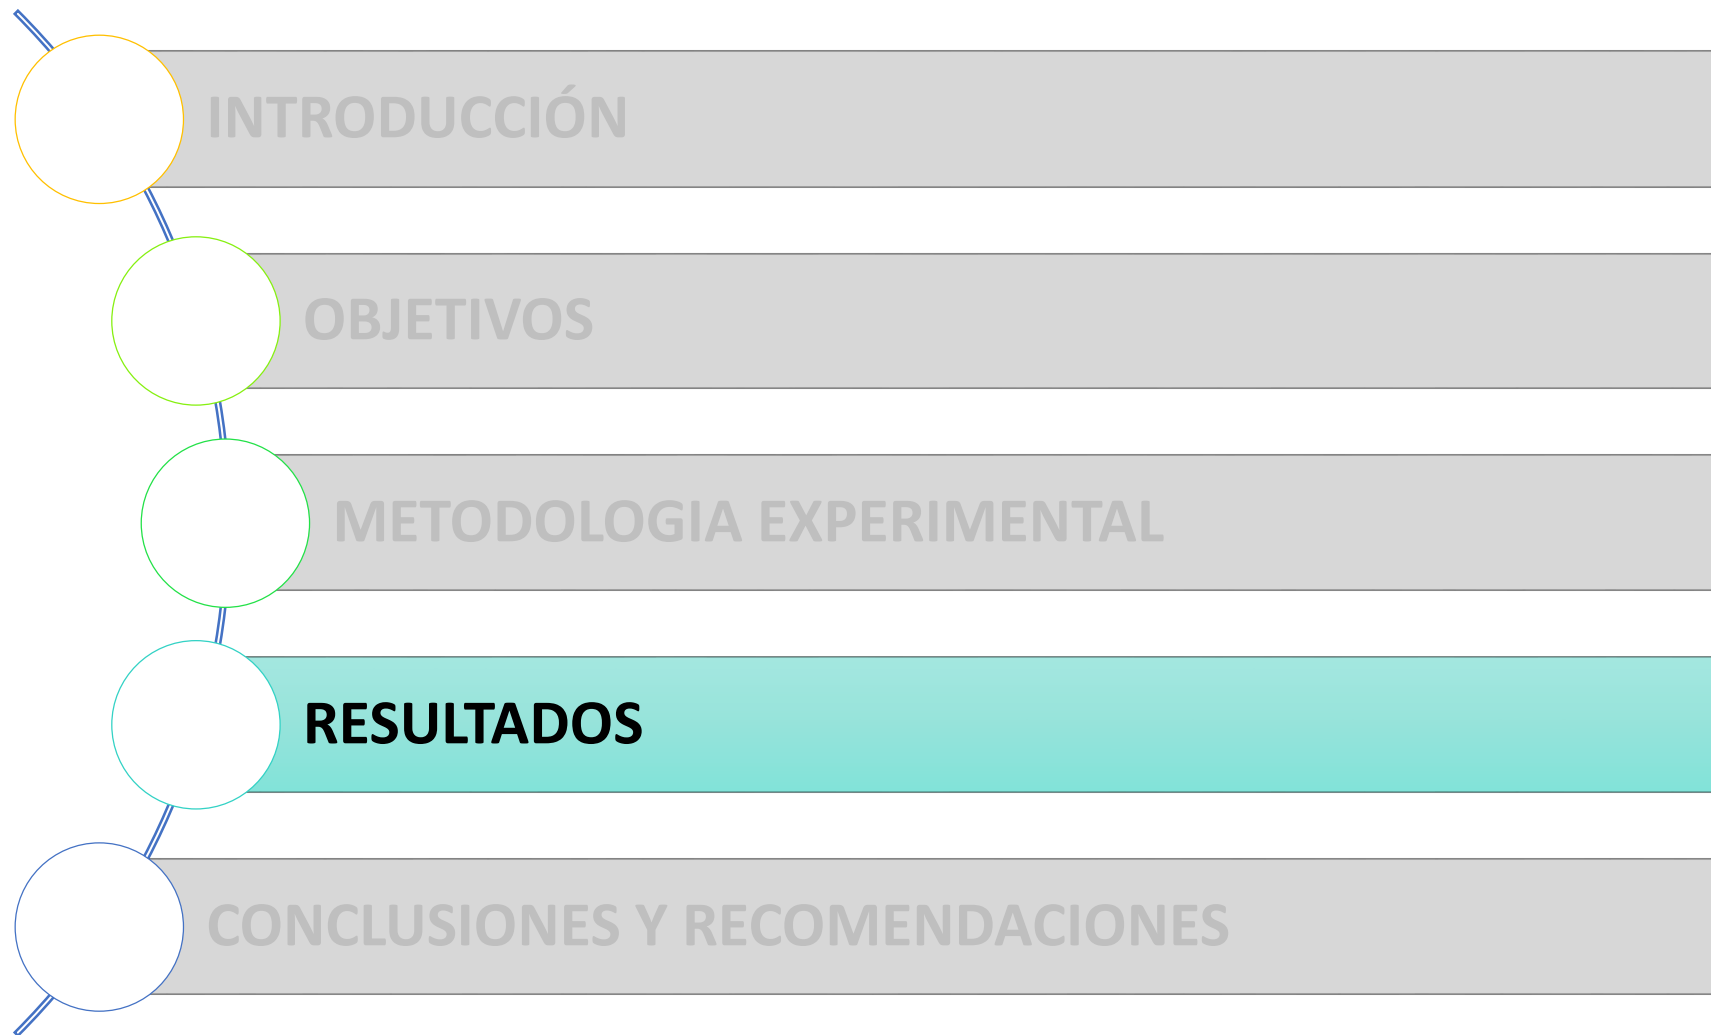 INTRODUCCIÓN
OBJETIVOS
METODOLOGIA EXPERIMENTAL
RESULTADOS
CONCLUSIONES Y RECOMENDACIONES